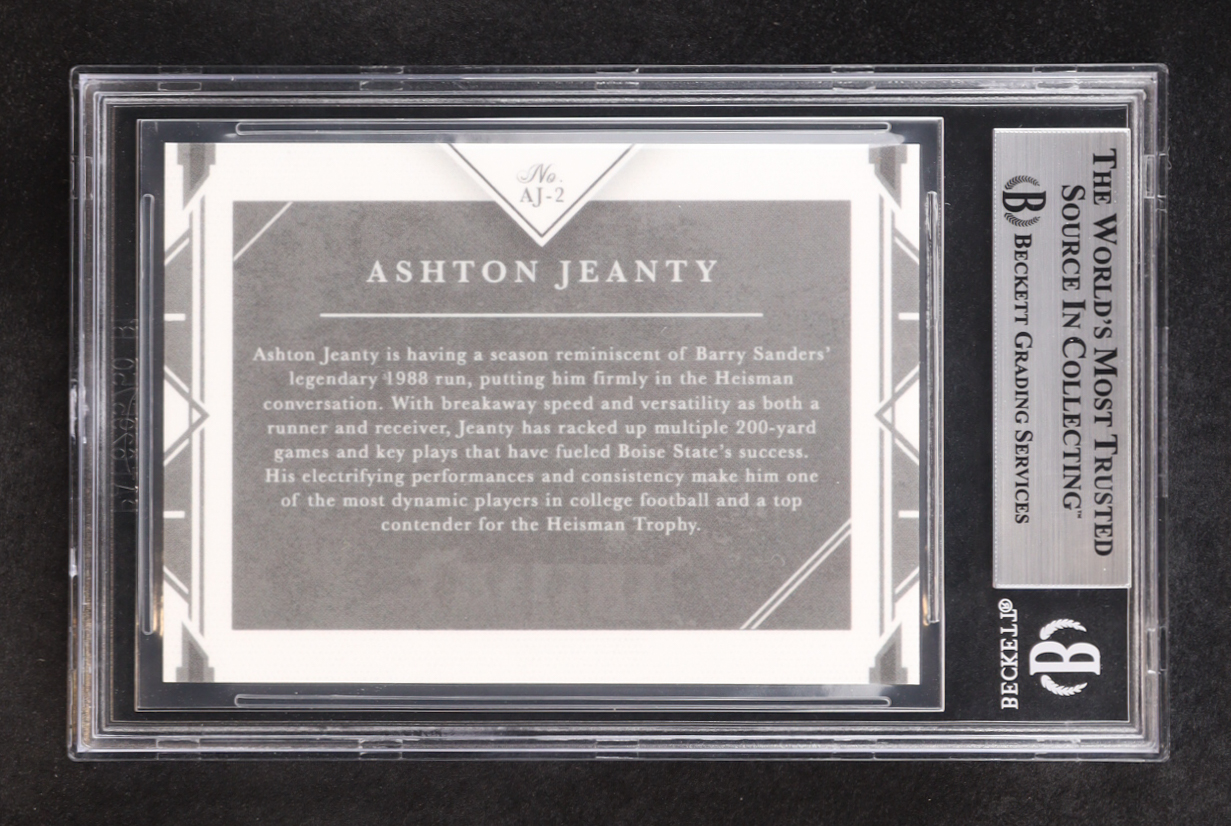 No.
AJ-2
ASHTON JEANTY
Ashton Jeanty is having a season reminiscent of Barry Sanders’
legendary 1988 run, putting him firmly in the Heisman
conversation. With breakaway speed and versatility as both a
runner and receiver, Jeanty has racked up multiple 200-yard
games and key plays that have fueled Boise State’s success.
His electrifying performances and consistency make him one
of the most dynamic players in college football and a top
contender for the Heisman Trophy.
THE WORLD’S MOST TRUSTED
SOURCE IN COLLECTING™
B BECKETT GRADING SERVICES
B
BECKETT®